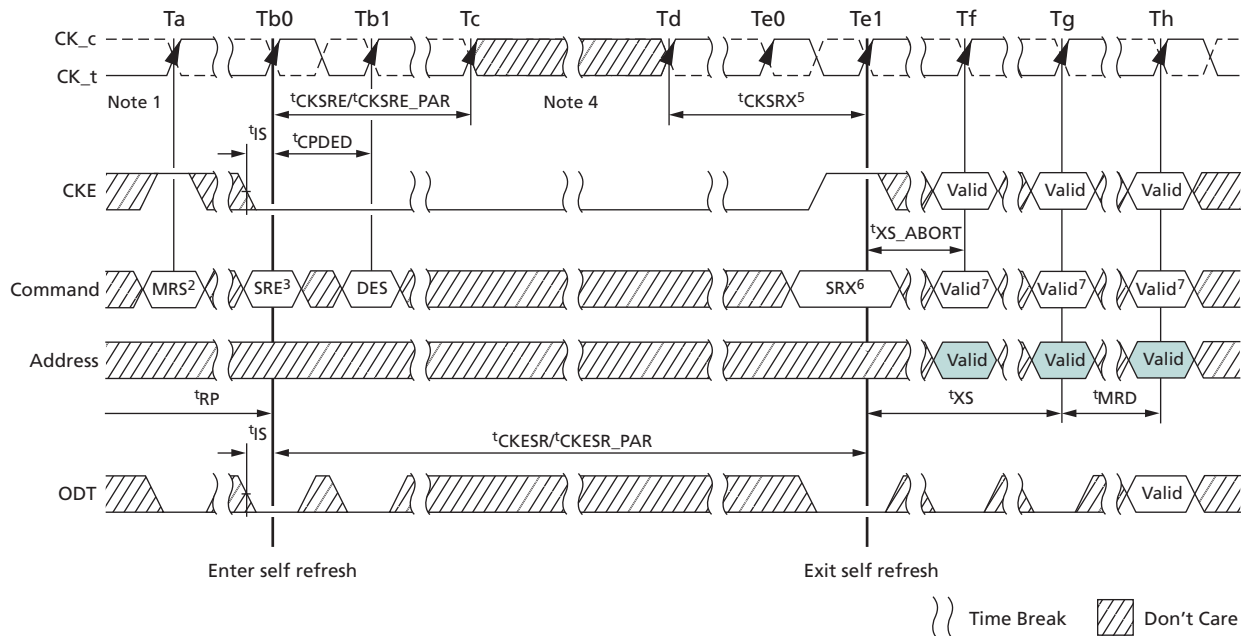 Ta Tb0 Tb1 Tc Td Te0 Te1 Tf Tg Th
CK_c
CK_t
Note 1 tCKSRE/tCKSRE_PAR Note 4 tCKSRX5
tIS tCPDED
CKE Valid Valid Valid
tXS_ABORT
Command MRS2 SRE3 DES SRX6 Valid7 Valid7 Valid7
Address Valid Valid Valid
tRP tXS tMRD
tIS tCKESR/tCKESR_PAR
ODT Valid
Enter self refresh Exit self refresh
Time Break Don't Care